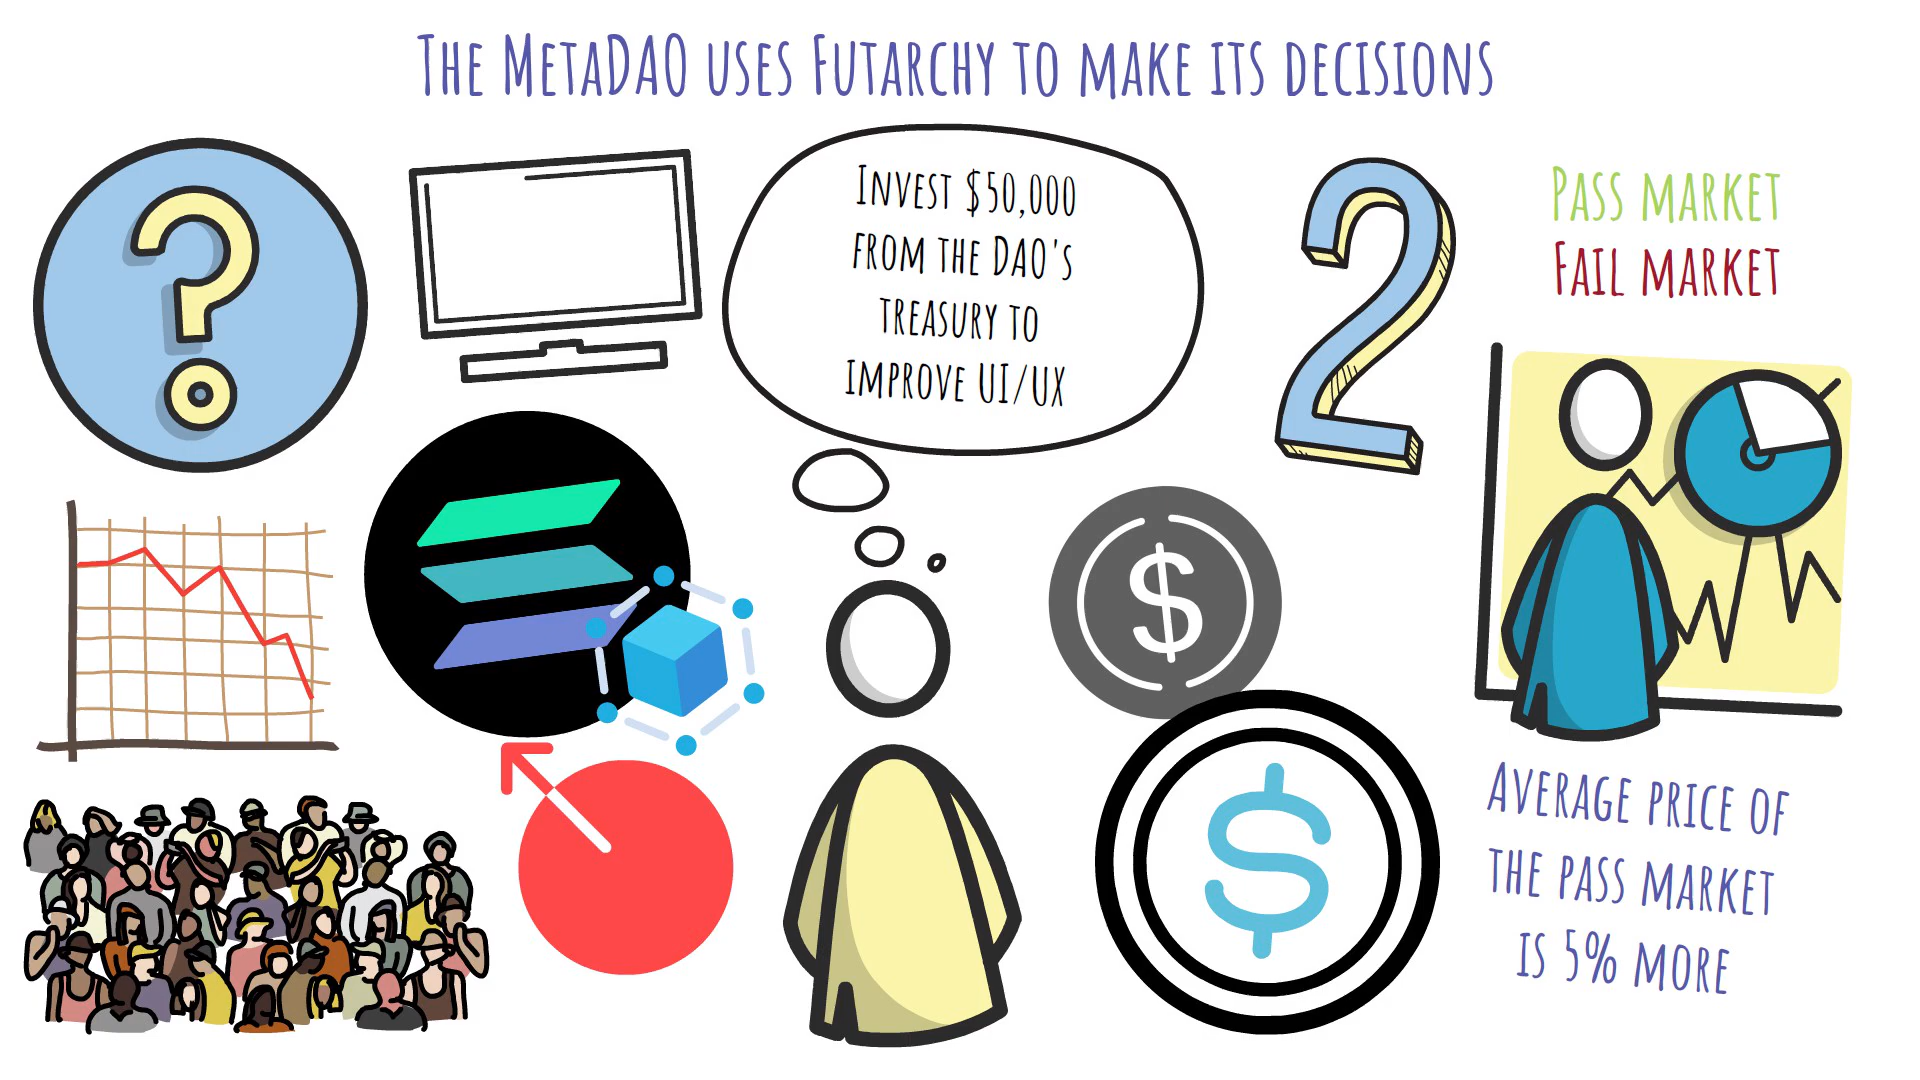 The MetaDAO uses Futarchy to make its decisions
Invest $50,000
from the DAO's
treasury to
improve UI/UX
2
Pass market
Fail market
?
$
$
Average price of
the pass market
is 5% more